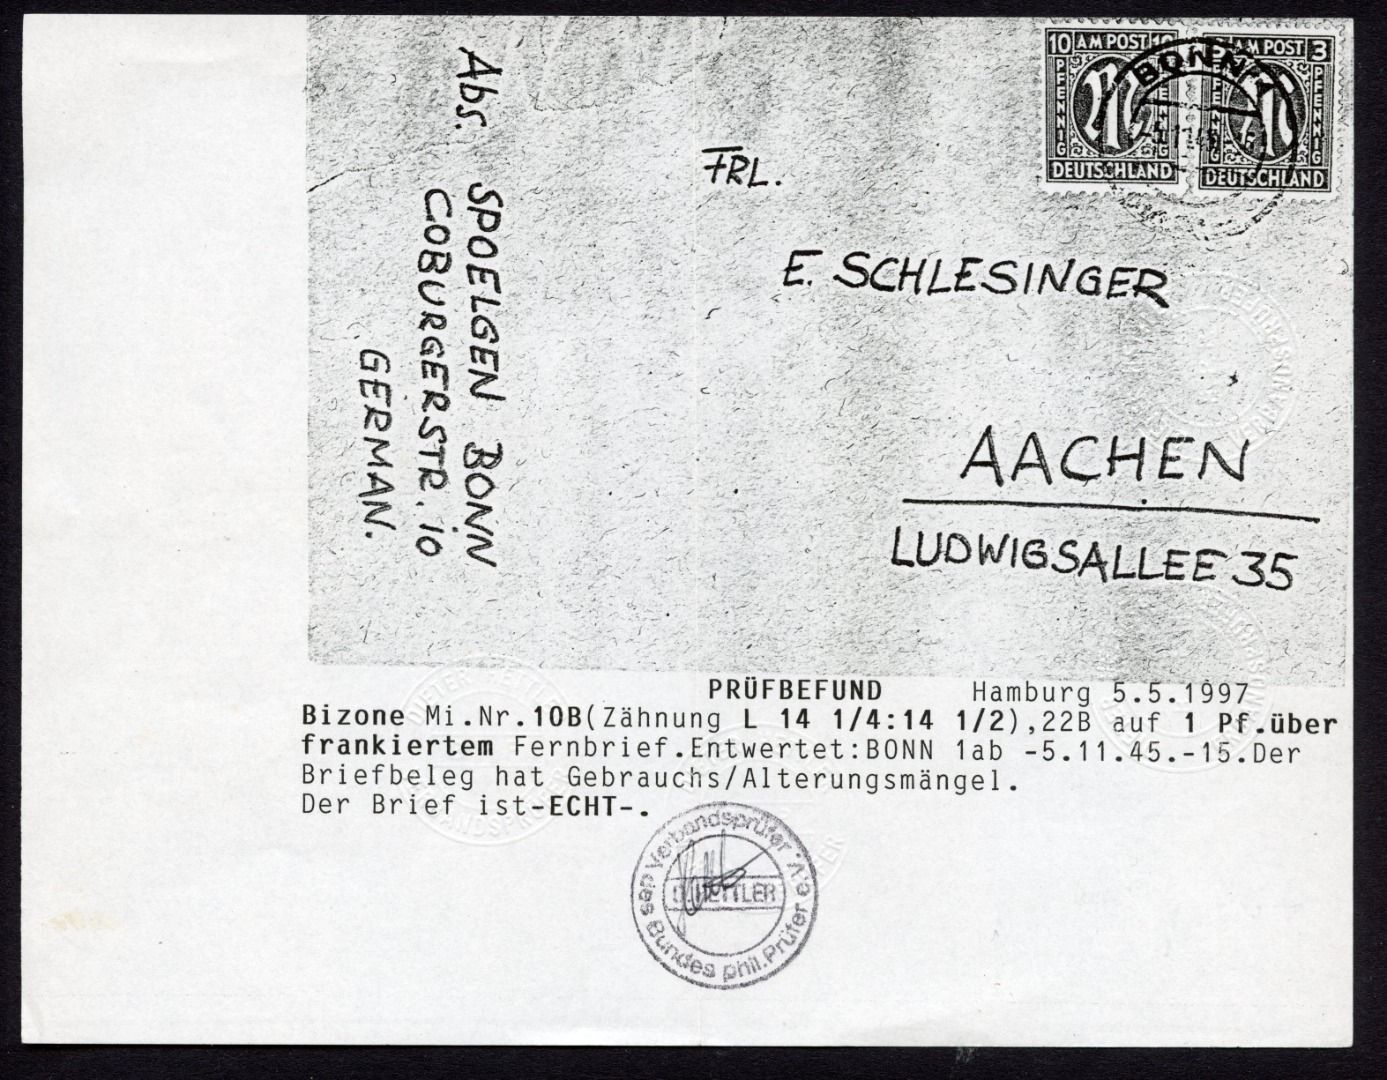 10 AM POST 10
PFENNIG
DEUTSCHLAND
3 AM POST 3
PFENNIG
DEUTSCHLAND
BONN
Abs. SPOELGEN BONN
COBURGERSTR. 10
GERMAN.
FRL.
E. SCHLESINGER
AACHEN
LUDWIGSALLEE 35
PRÜFBEFUND Hamburg 5.5.1997
Bizone Mi.Nr.10B(Zähnung L 14 1/4:14 1/2),22B auf 1 Pf.über
frankiertem Fernbrief.Entwertet:BONN 1ab -5.11.45.-15.Der
Briefbeleg hat Gebrauchs/Alterungsmängel.
Der Brief ist-ECHT-.
Verbandsprüfer
D.HETTLER
des Bundes phil.Prüfer e.V.